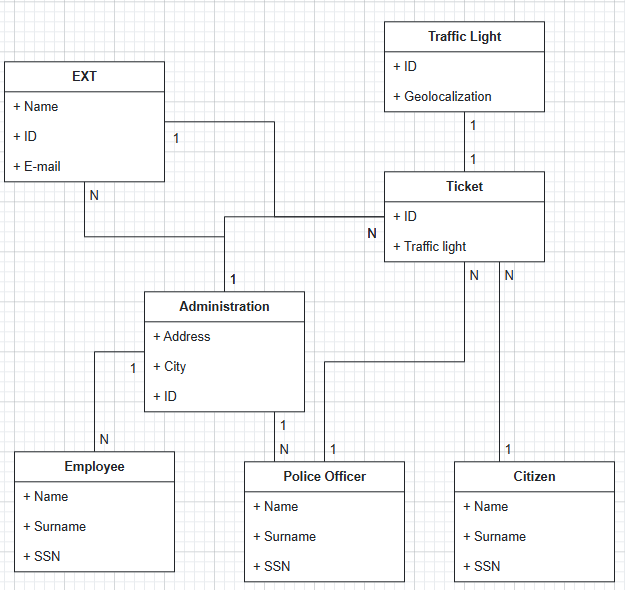 Traffic Light
+ ID
+ Geolocalization
1
1
EXT
+ Name
+ ID
+ E-mail
1
N
Ticket
+ ID
+ Traffic light
N
N
N
1
Administration
+ Address
+ City
+ ID
1
N
1
N
1
1
Employee
+ Name
+ Surname
+ SSN
Police Officer
+ Name
+ Surname
+ SSN
Citizen
+ Name
+ Surname
+ SSN